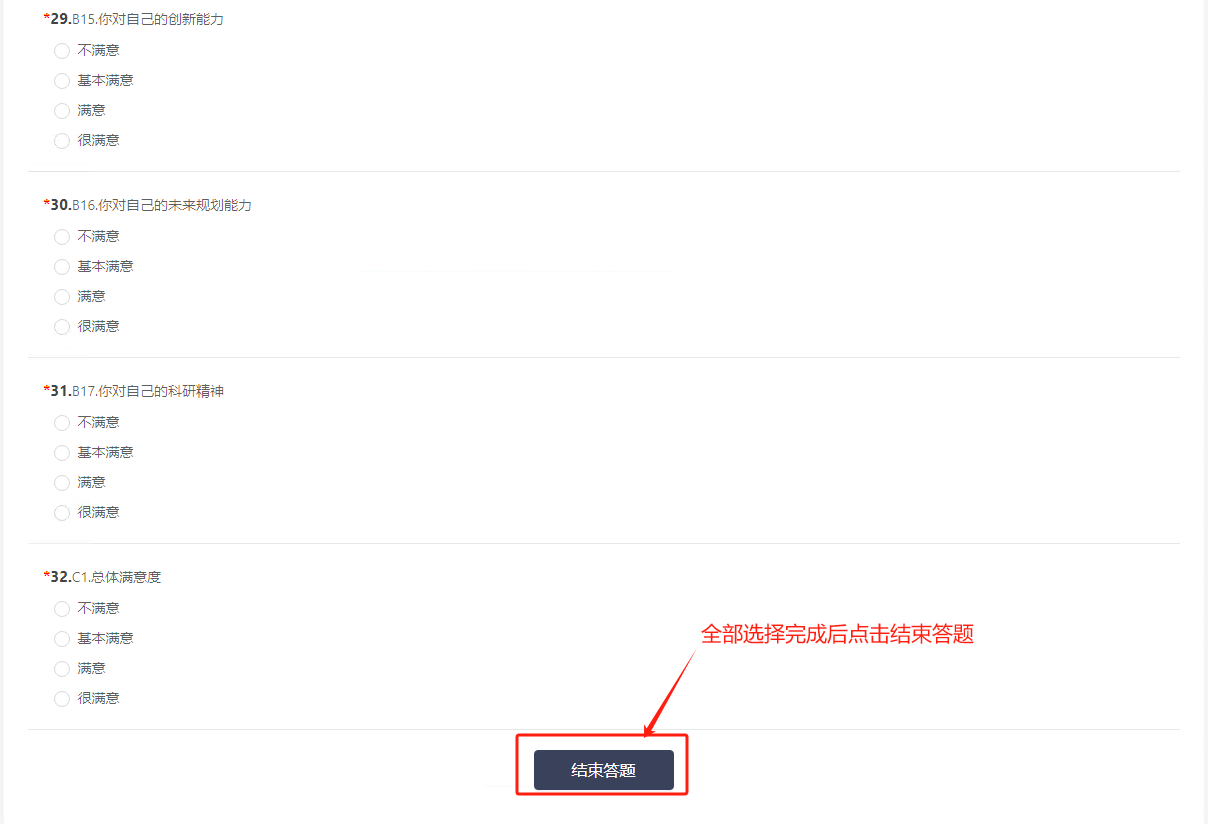 *29.B15.你对自己的创新能力
不满意
基本满意
满意
很满意
*30.B16.你对自己的未来规划能力
不满意
基本满意
满意
很满意
*31.B17.你对自己的科研精神
不满意
基本满意
满意
很满意
*32.C1.总体满意度
不满意
基本满意
满意
很满意
全部选择完成后点击结束答题
结束答题